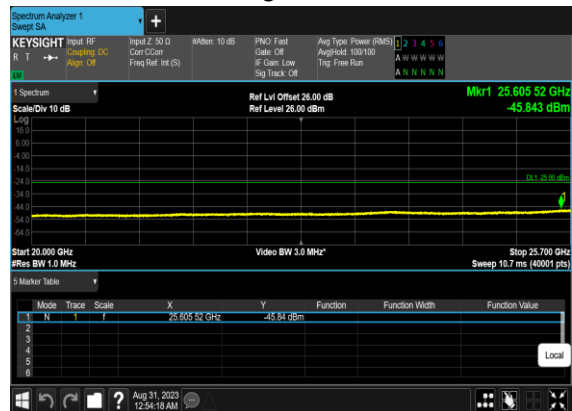 Spectrum Analyzer 1
Swept SA
+
KEYSIGHT Input: RF Input Z: 50 Ω #Atten: 10 dB PNO: Fast Avg Type: Power (RMS) 1 2 3 4 5 6
R T Coupling: DC Corr CCorr Gate: Off Avg|Hold: 100/100 A W W W W W
Align: Off Freq Ref: Int (S) IF Gain: Low Trig: Free Run
LXI Sig Track: Off A N N N N N
1 Spectrum Ref Lvl Offset 26.00 dB Mkr1 25.605 52 GHz
Scale/Div 10 dB Ref Level 26.00 dBm -45.843 dBm
Log
16.0
6.00
-4.00
-14.0
-24.0 DL1 -25.00 dBm
-34.0
-44.0 1
-54.0
-64.0
Start 20.000 GHz Video BW 3.0 MHz* Stop 25.700 GHz
#Res BW 1.0 MHz Sweep 10.7 ms (40001 pts)
5 Marker Table
Mode Trace Scale X Y Function Function Width Function Value
1 N 1 f 25.605 52 GHz -45.84 dBm
2
3
4
5
6
Local
? Aug 31, 2023
12:54:18 AM